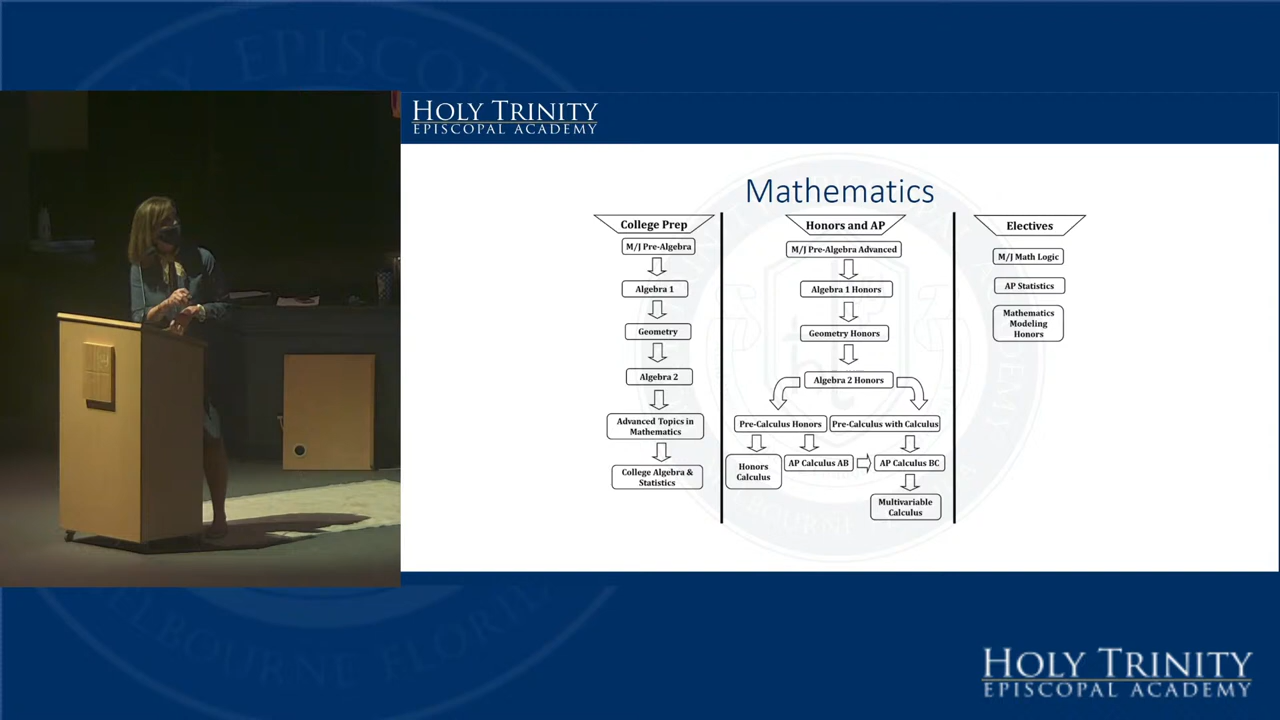 HOLY TRINITY
EPISCOPAL ACADEMY
Mathematics
College Prep
M/J Pre-Algebra
Algebra 1
Geometry
Algebra 2
Advanced Topics in
Mathematics
College Algebra &
Statistics
Honors and AP
M/J Pre-Algebra Advanced
Algebra 1 Honors
Geometry Honors
Algebra 2 Honors
Pre-Calculus Honors
Pre-Calculus with Calculus
Honors
Calculus
AP Calculus AB
AP Calculus BC
Multivariable
Calculus
Electives
M/J Math Logic
AP Statistics
Mathematics
Modeling
Honors
HOLY TRINITY
EPISCOPAL ACADEMY
EPISCOP
MELBOURNE FLORID